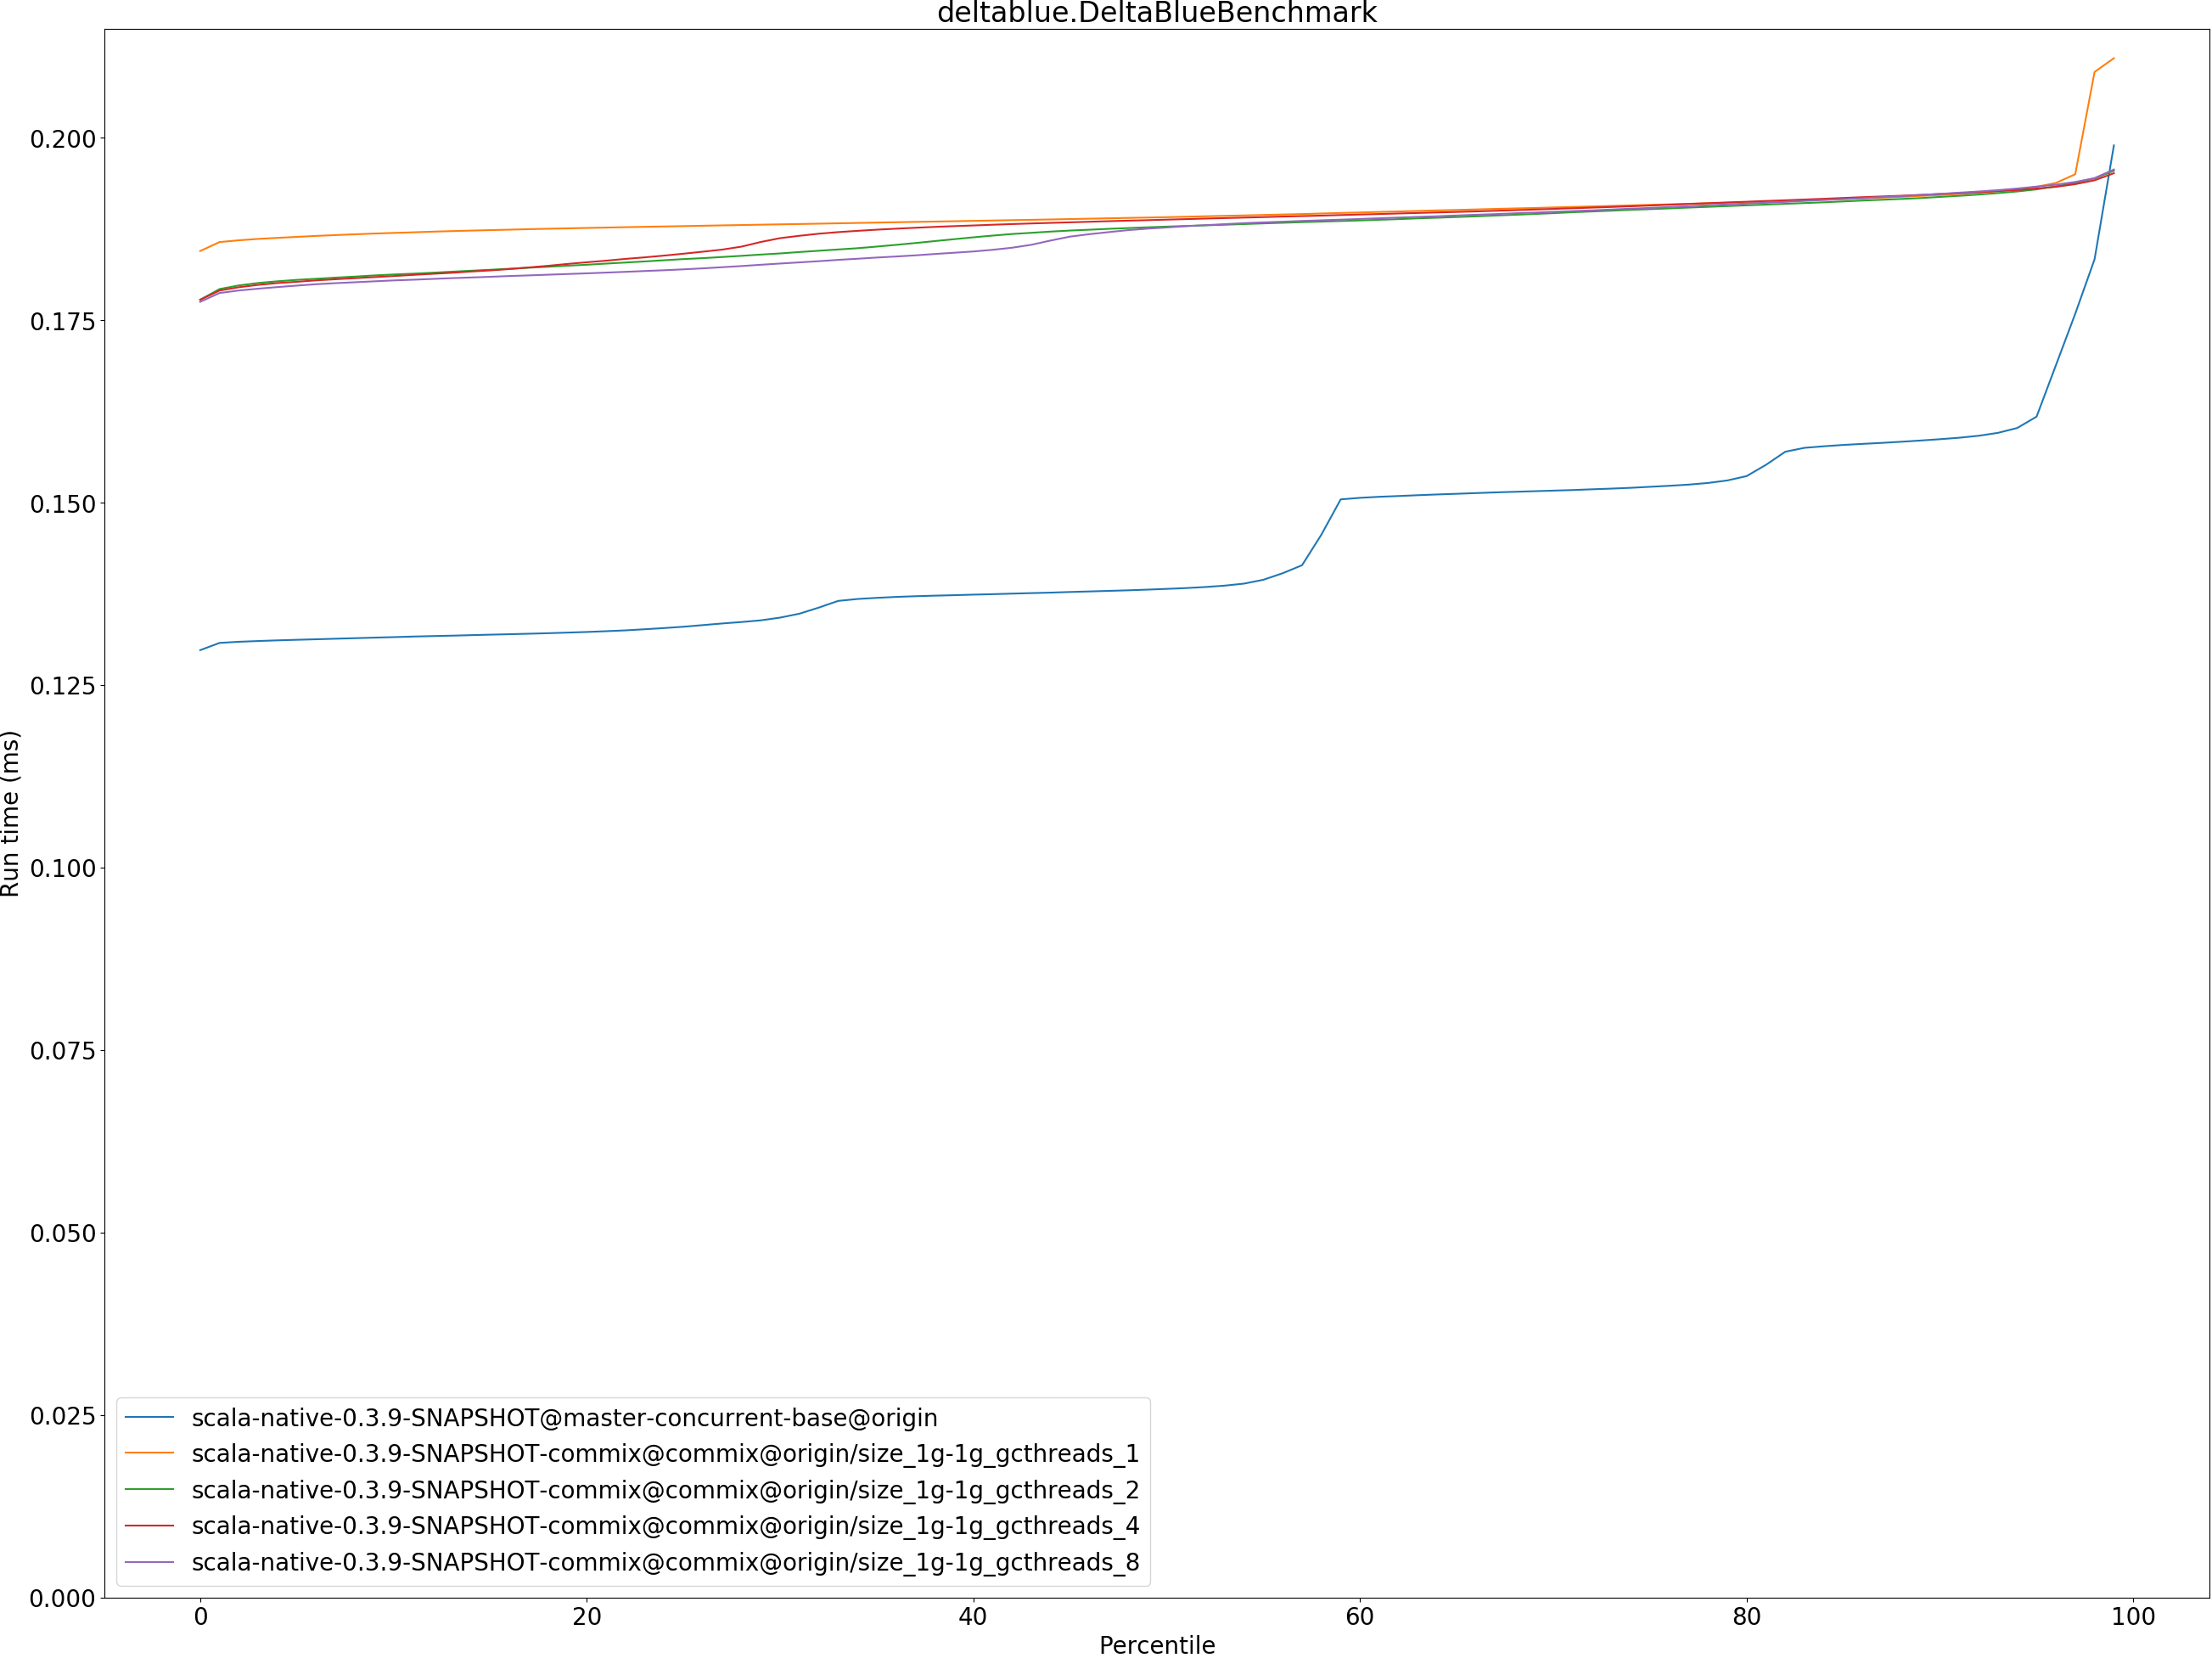 deltablue.DeltaBlueBenchmark
0.200
0.175
0.150
0.125
0.100
0.075
0.050
0.025
0.000
Run time (ms)
scala-native-0.3.9-SNAPSHOT@master-concurrent-base@origin
scala-native-0.3.9-SNAPSHOT-commix@commix@origin/size_1g-1g_gcthreads_1
scala-native-0.3.9-SNAPSHOT-commix@commix@origin/size_1g-1g_gcthreads_2
scala-native-0.3.9-SNAPSHOT-commix@commix@origin/size_1g-1g_gcthreads_4
scala-native-0.3.9-SNAPSHOT-commix@commix@origin/size_1g-1g_gcthreads_8
0 20 40 60 80 100
Percentile